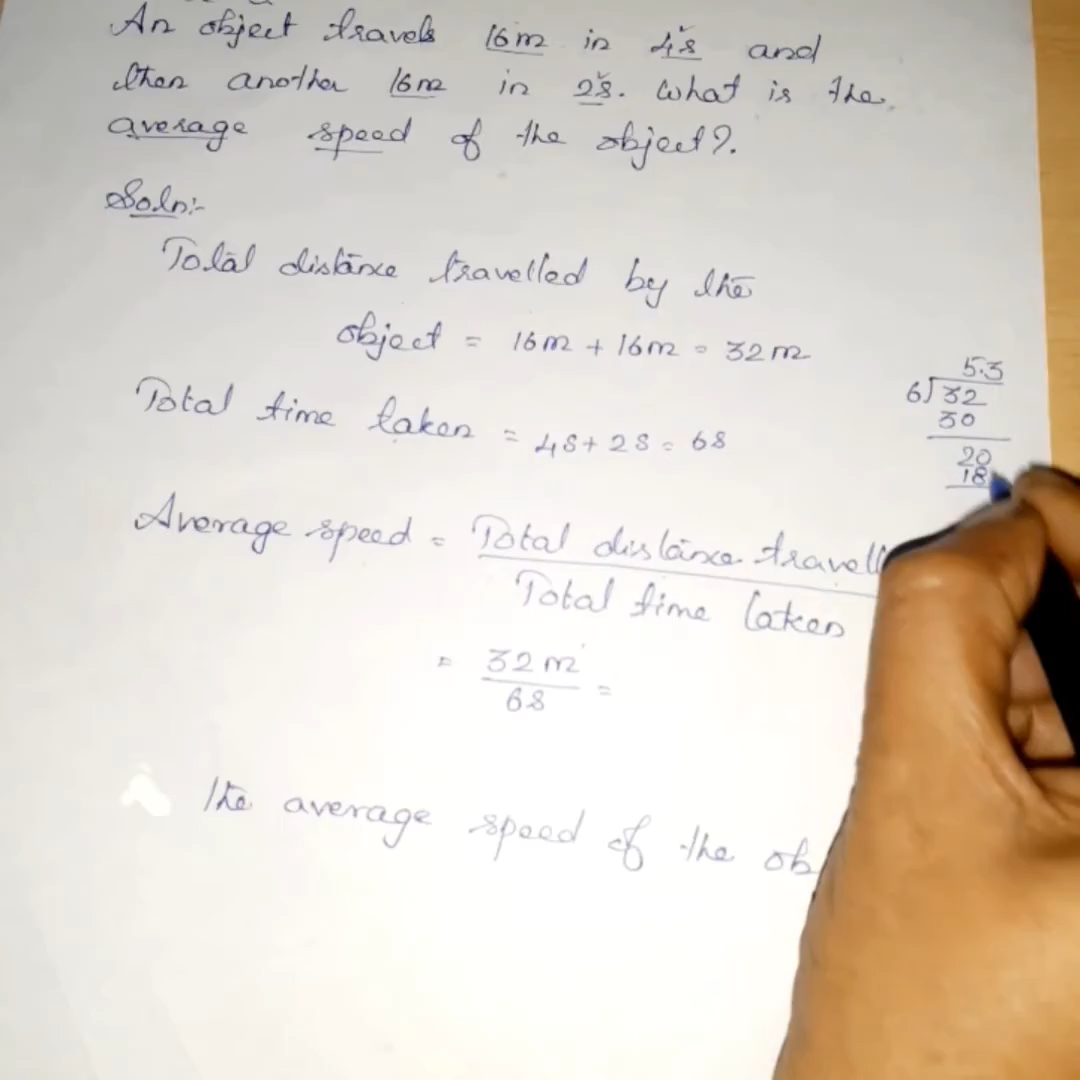 An object travels 16m in 4s and
then another 16m in 2s. What is the
average speed of the object?.
Soln:-
Total distance travelled by the
object = 16m + 16m = 32m
Total time taken = 4s + 2s = 6s
5.3
6)32
30
20
18
Average speed = Total distance travell
Total time taken
= 32m
6s =
The average speed of the ob